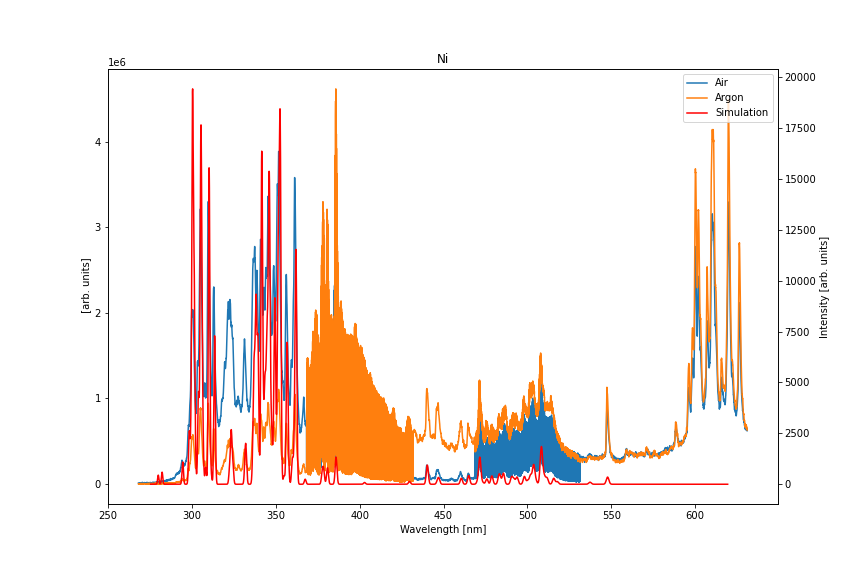 Ni
1e6
Air
Argon
Simulation
4
3
2
1
0
[arb. units]
250
300
350
400
450
500
550
600
Wavelength [nm]
20000
17500
15000
12500
10000
7500
5000
2500
0
Intensity [arb. units]